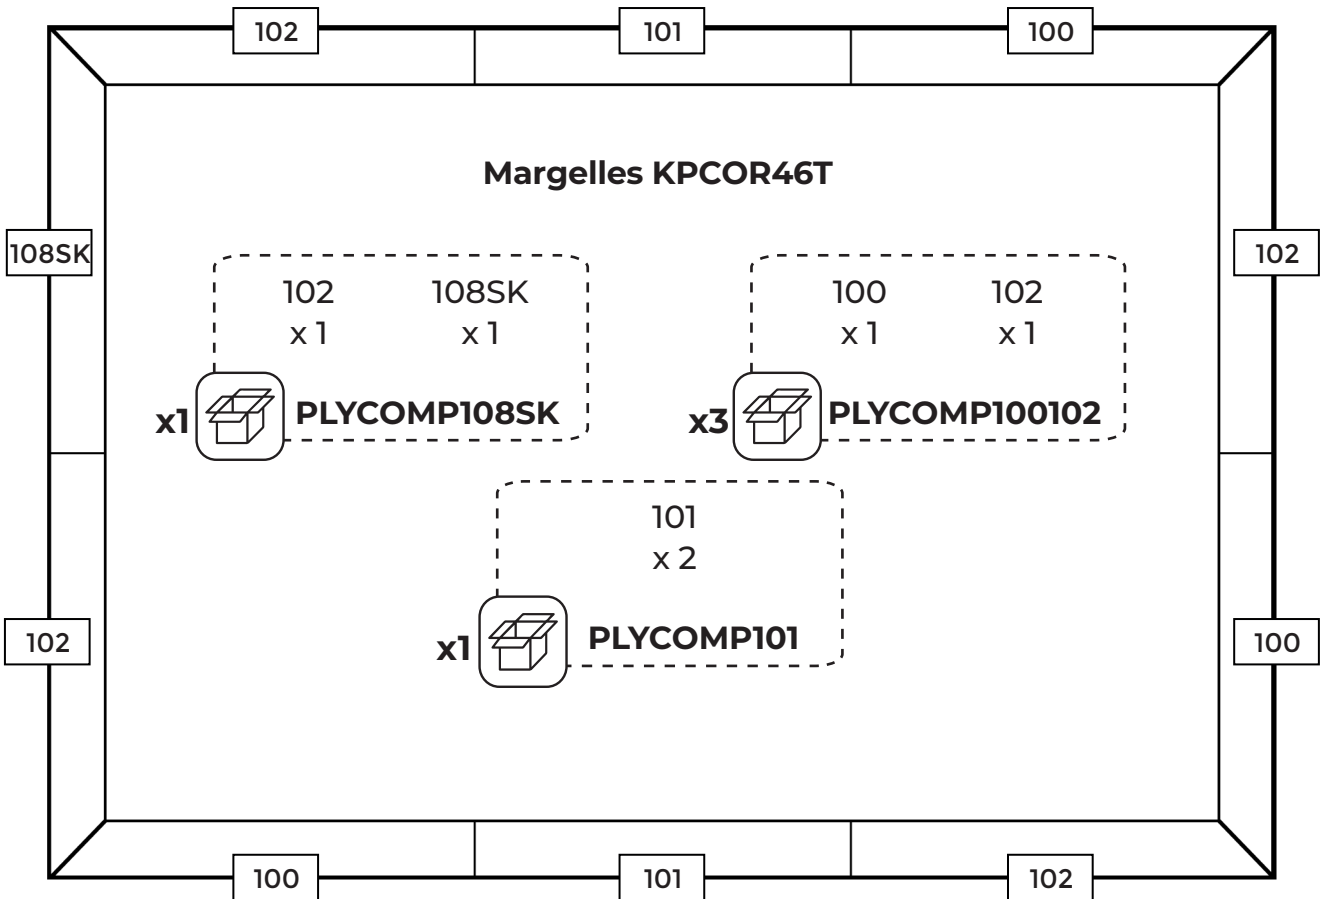 102 101 100
Margelles KPCOR46T
108SK 102
102 108SK
x 1 x 1
x1 PLYCOMP108SK
100 102
x 1 x 1
x3 PLYCOMP100102
101
x 2
x1 PLYCOMP101
102 100
100 101 102